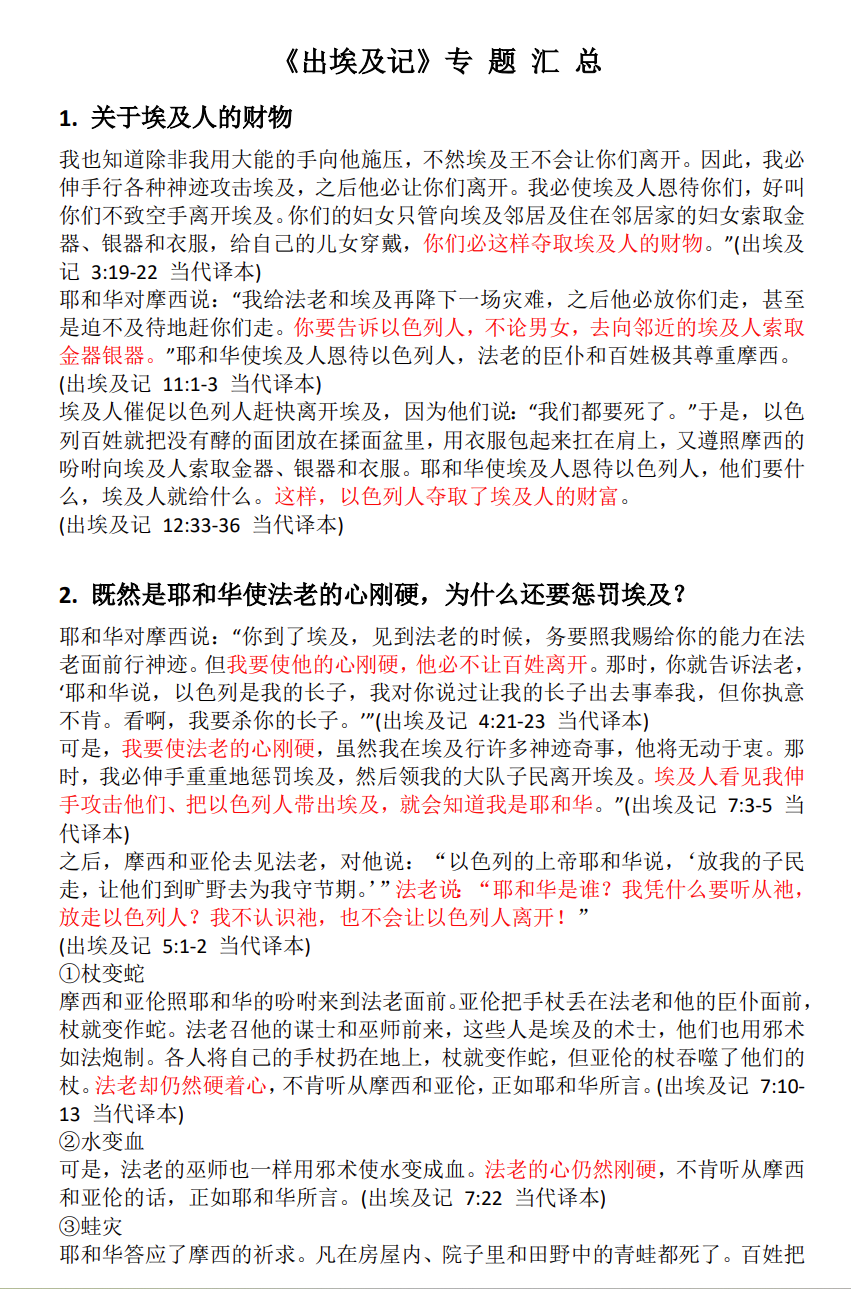 《出埃及记》专 题 汇 总
1. 关于埃及人的财物
我也知道除非我用大能的手向他施压，不然埃及王不会让你们离开。因此，我必
伸手行各种神迹攻击埃及，之后他必让你们离开。我必使埃及人恩待你们，好叫
你们不致空手离开埃及。你们的妇女只管向埃及邻居及住在邻居家的妇女索取金
器、银器和衣服，给自己的儿女穿戴，你们必这样夺取埃及人的财物。”(出埃及
记 3:19-22 当代译本)
耶和华对摩西说：“我给法老和埃及再降下一场灾难，之后他必放你们走，甚至
是迫不及待地赶你们走。你要告诉以色列人，不论男女，去向邻近的埃及人索取
金器银器。”耶和华使埃及人恩待以色列人，法老的臣仆和百姓极其尊重摩西。
(出埃及记 11:1-3 当代译本)
埃及人催促以色列人赶快离开埃及，因为他们说：“我们都要死了。”于是，以色
列百姓就把没有酵的面团放在揉面盆里，用衣服包起来扛在肩上，又遵照摩西的
吩咐向埃及人索取金器、银器和衣服。耶和华使埃及人恩待以色列人，他们要什
么，埃及人就给什么。这样，以色列人夺取了埃及人的财富。
(出埃及记 12:33-36 当代译本)
2. 既然是耶和华使法老的心刚硬，为什么还要惩罚埃及？
耶和华对摩西说：“你到了埃及，见到法老的时候，务要照我赐给你的能力在法
老面前行神迹。但我要使他的心刚硬，他必不让百姓离开。那时，你就告诉法老，
‘耶和华说，以色列是我的长子，我对你说过让我的长子出去事奉我，但你执意
不肯。看啊，我要杀你的长子。’”(出埃及记 4:21-23 当代译本)
可是，我要使法老的心刚硬，虽然我在埃及行许多神迹奇事，他将无动于衷。那
时，我必伸手重重地惩罚埃及，然后领我的大队子民离开埃及。埃及人看见我伸
手攻击他们、把以色列人带出埃及，就会知道我是耶和华。”(出埃及记 7:3-5 当
代译本)
之后，摩西和亚伦去见法老，对他说：“以色列的上帝耶和华说，‘放我的子民
走，让他们到旷野去为我守节期。’”法老说：“耶和华是谁？我凭什么要听从祂，
放走以色列人？我不认识祂，也不会让以色列人离开！”
(出埃及记 5:1-2 当代译本)
①杖变蛇
摩西和亚伦照耶和华的吩咐来到法老面前。亚伦把手杖丢在法老和他的臣仆面前，
杖就变作蛇。法老召他的谋士和巫师前来，这些人是埃及的术士，他们也用邪术
如法炮制。各人将自己的手杖扔在地上，杖就变作蛇，但亚伦的杖吞噬了他们的
杖。法老却仍然硬着心，不肯听从摩西和亚伦，正如耶和华所言。(出埃及记 7:10-
13 当代译本)
②水变血
可是，法老的巫师也一样用邪术使水变成血。法老的心仍然刚硬，不肯听从摩西
和亚伦的话，正如耶和华所言。(出埃及记 7:22 当代译本)
③蛙灾
耶和华答应了摩西的祈求。凡在房屋内、院子里和田野中的青蛙都死了。百姓把